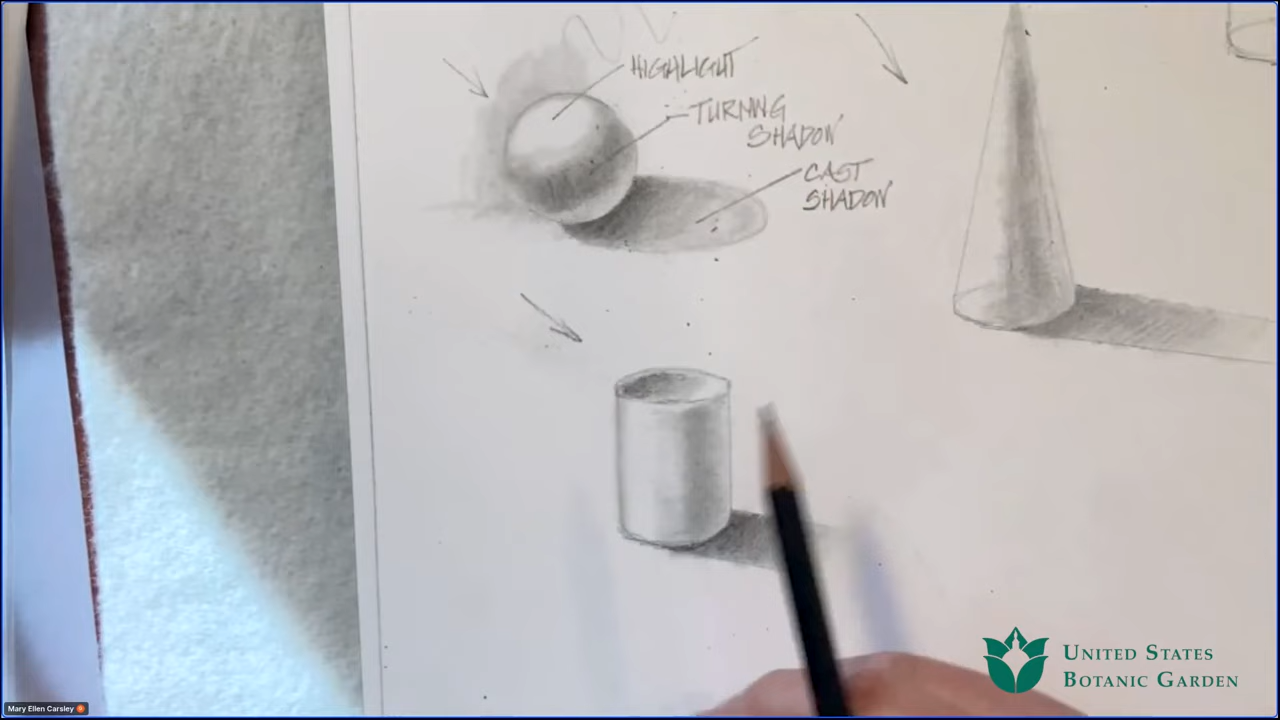 HIGHLIGHT
TURNING
SHADOW
CAST
SHADOW
UNITED STATES
BOTANIC GARDEN
Mary Ellen Carsley